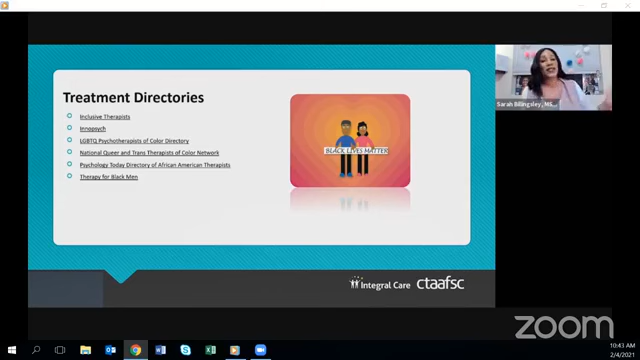 Treatment Directories
Inclusive Therapists
Innopsych
LGBTQ Psychotherapists of Color Directory
National Queer and Trans Therapists of Color Network
Psychology Today Directory of African American Therapists
Therapy for Black Men
BLACK LIVES MATTER
Sarah Bilingsley, MS,...
Integral Care
ctaafsc
zoom
10:43 AM
2/4/2021